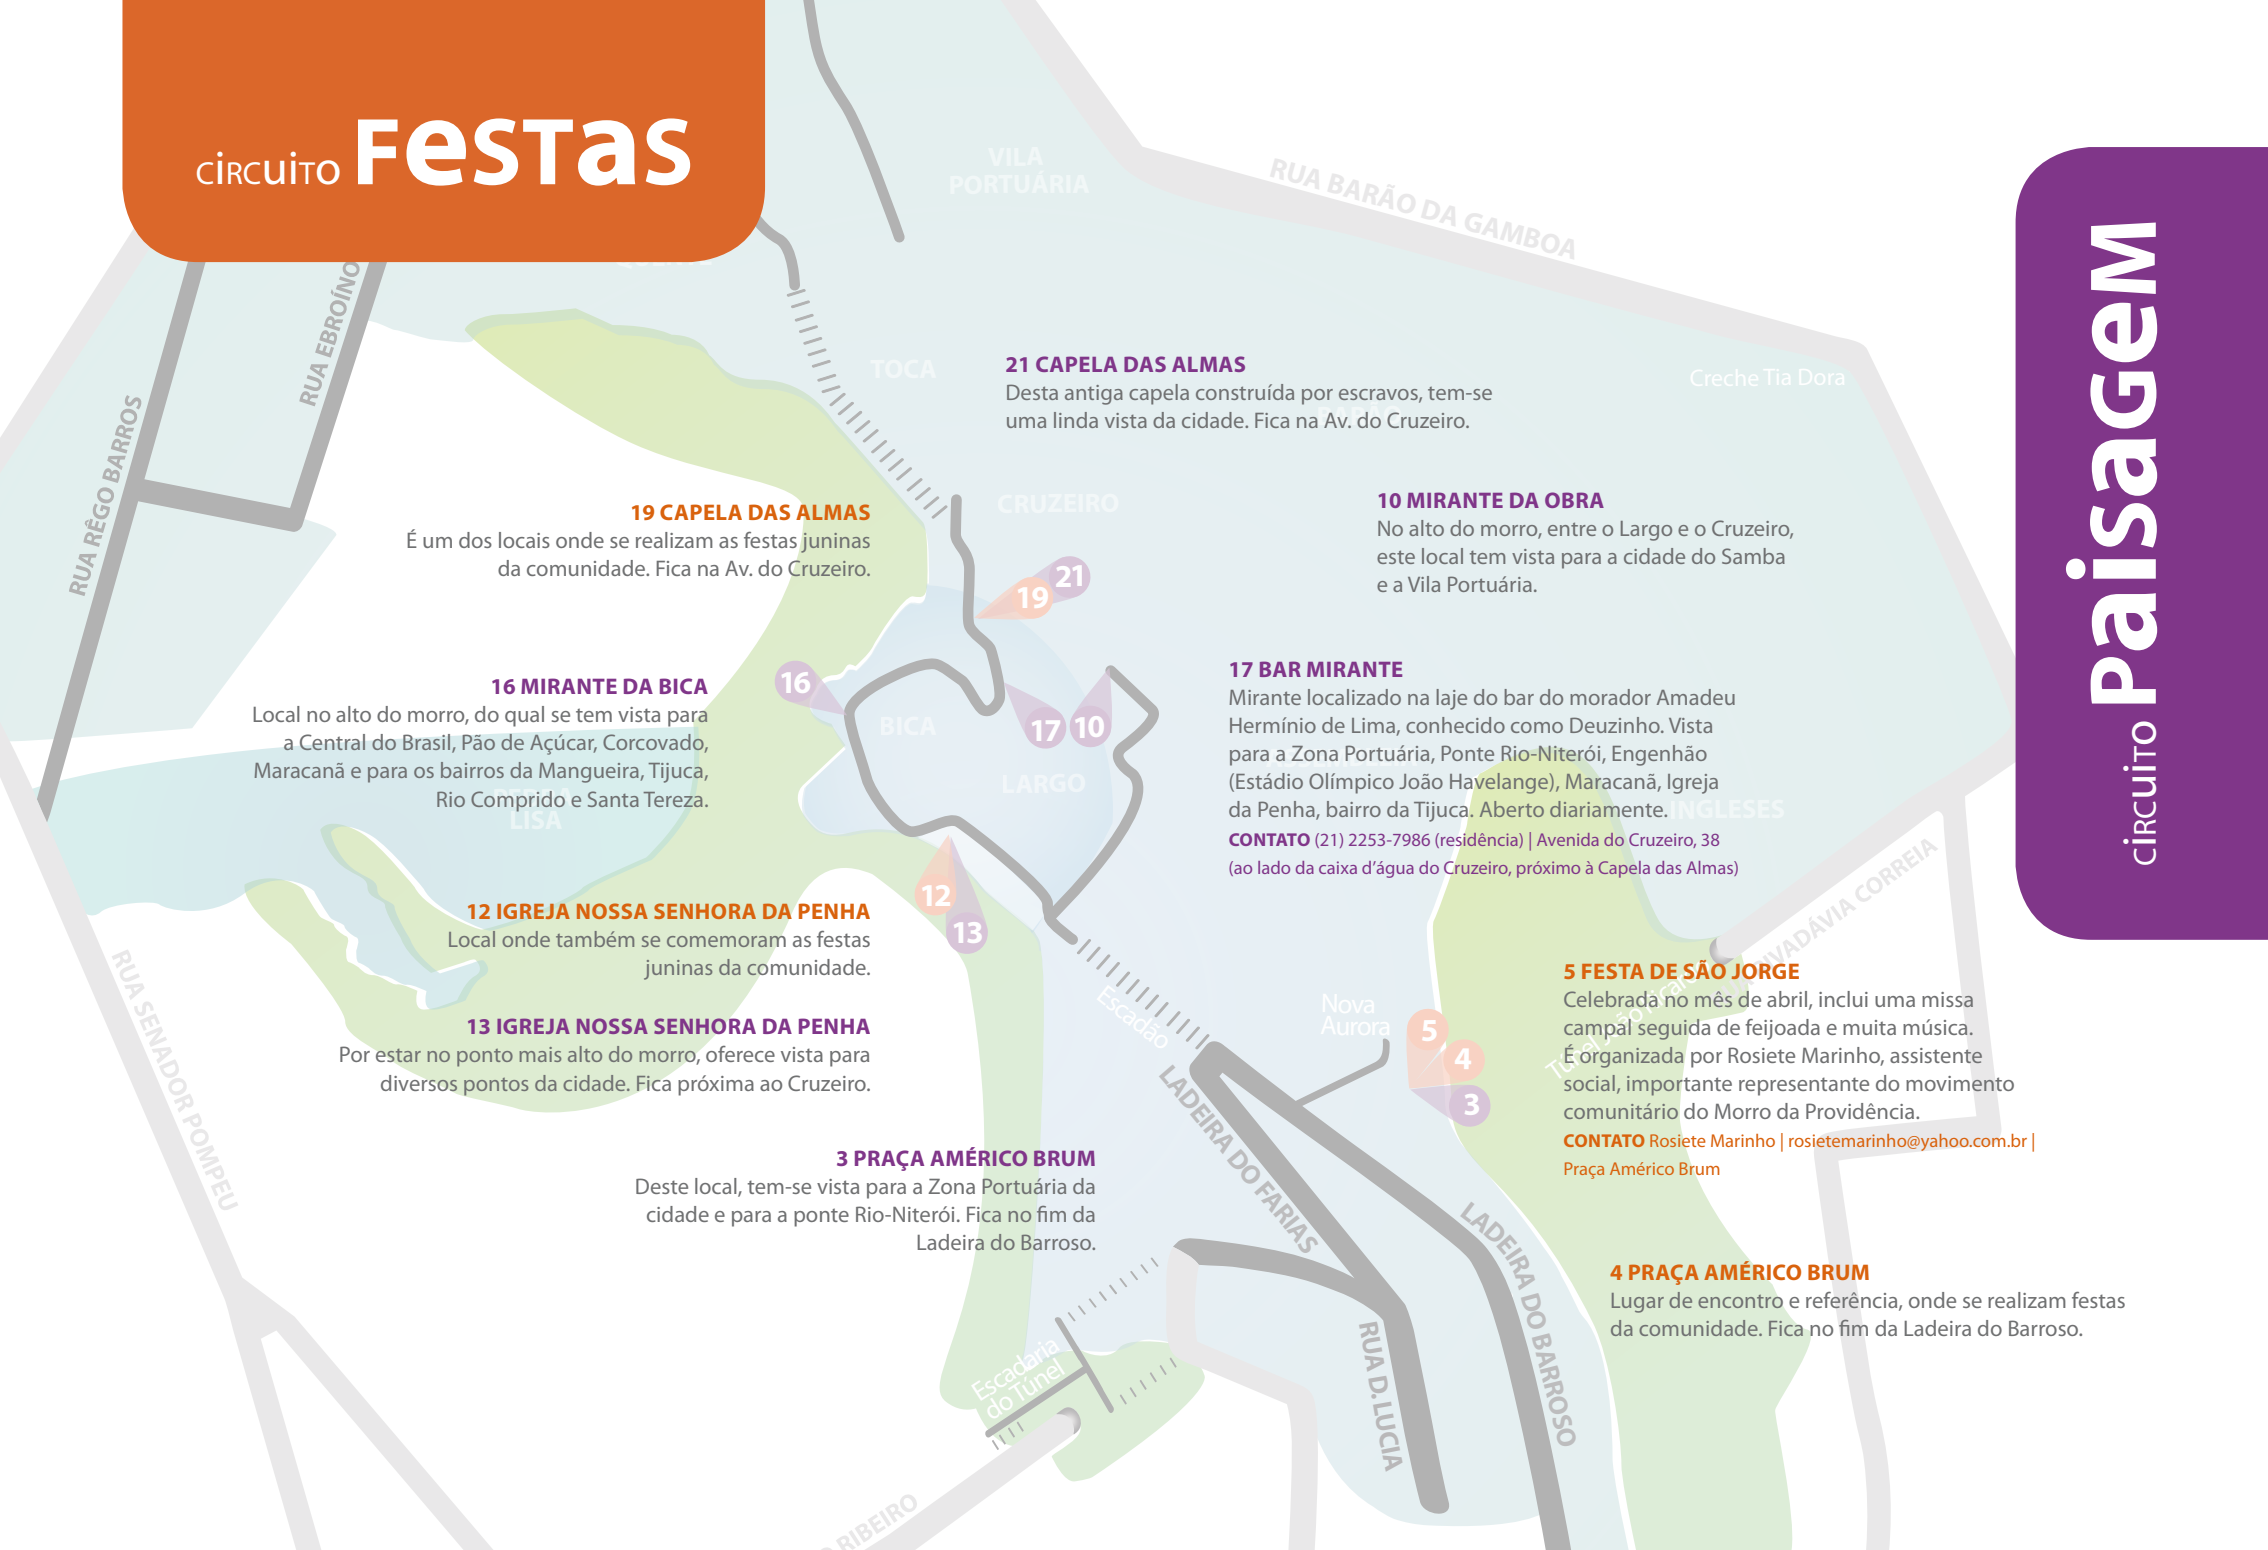 circuito Festas
circuito Paisagem
VILA
PORTUÁRIA
RUA BARÃO DA GAMBOA
RUA EBROÍNO
RUA RÊGO BARROS
TOCA
Creche Tia Dora
21 CAPELA DAS ALMAS
Desta antiga capela construída por escravos, tem-se
uma linda vista da cidade. Fica na Av. do Cruzeiro.
CRUZEIRO
10 MIRANTE DA OBRA
No alto do morro, entre o Largo e o Cruzeiro,
este local tem vista para a cidade do Samba
e a Vila Portuária.
19 CAPELA DAS ALMAS
É um dos locais onde se realizam as festas juninas
da comunidade. Fica na Av. do Cruzeiro.
21
19
16
17
10
BICA
LARGO
16 MIRANTE DA BICA
Local no alto do morro, do qual se tem vista para
a Central do Brasil, Pão de Açúcar, Corcovado,
Maracanã e para os bairros da Mangueira, Tijuca,
Rio Comprido e Santa Tereza.
LISA
17 BAR MIRANTE
Mirante localizado na laje do bar do morador Amadeu
Hermínio de Lima, conhecido como Deuzinho. Vista
para a Zona Portuária, Ponte Rio-Niterói, Engenhão
(Estádio Olímpico João Havelange), Maracanã, Igreja
da Penha, bairro da Tijuca. Aberto diariamente.
CONTATO (21) 2253-7986 (residência) | Avenida do Cruzeiro, 38
(ao lado da caixa d’água do Cruzeiro, próximo à Capela das Almas)
INGLESES
RIVADÁVIA CORREIA
12
13
12 IGREJA NOSSA SENHORA DA PENHA
Local onde também se comemoram as festas
juninas da comunidade.
13 IGREJA NOSSA SENHORA DA PENHA
Por estar no ponto mais alto do morro, oferece vista para
diversos pontos da cidade. Fica próxima ao Cruzeiro.
RUA SENADOR POMPEU
Escadão
Nova
Aurora
5
4
3
5 FESTA DE SÃO JORGE
Celebrada no mês de abril, inclui uma missa
campal seguida de feijoada e muita música.
É organizada por Rosiete Marinho, assistente
social, importante representante do movimento
comunitário do Morro da Providência.
CONTATO Rosiete Marinho | rosietemarinho@yahoo.com.br |
Praça Américo Brum
Túnel João
LADEIRA DO FARIAS
3 PRAÇA AMÉRICO BRUM
Deste local, tem-se vista para a Zona Portuária da
cidade e para a ponte Rio-Niterói. Fica no fim da
Ladeira do Barroso.
LADEIRA DO BARROSO
4 PRAÇA AMÉRICO BRUM
Lugar de encontro e referência, onde se realizam festas
da comunidade. Fica no fim da Ladeira do Barroso.
RUA D. LUCIA
Escadaria
do Túnel
RIBEIRO